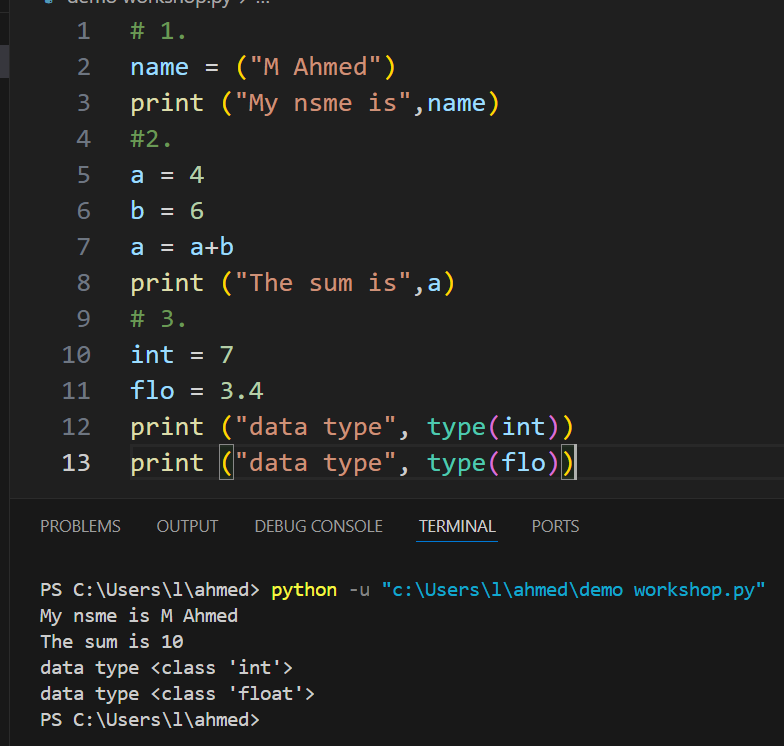 demo workshop.py > ...
1 # 1.
2 name = ("M Ahmed")
3 print ("My nsme is",name)
4 #2.
5 a = 4
6 b = 6
7 a = a+b
8 print ("The sum is",a)
9 # 3.
10 int = 7
11 flo = 3.4
12 print ("data type", type(int))
13 print ("data type", type(flo))
PROBLEMS OUTPUT DEBUG CONSOLE TERMINAL PORTS
PS C:\Users\l\ahmed> python -u "c:\Users\l\ahmed\demo workshop.py"
My nsme is M Ahmed
The sum is 10
data type <class 'int'>
data type <class 'float'>
PS C:\Users\l\ahmed>